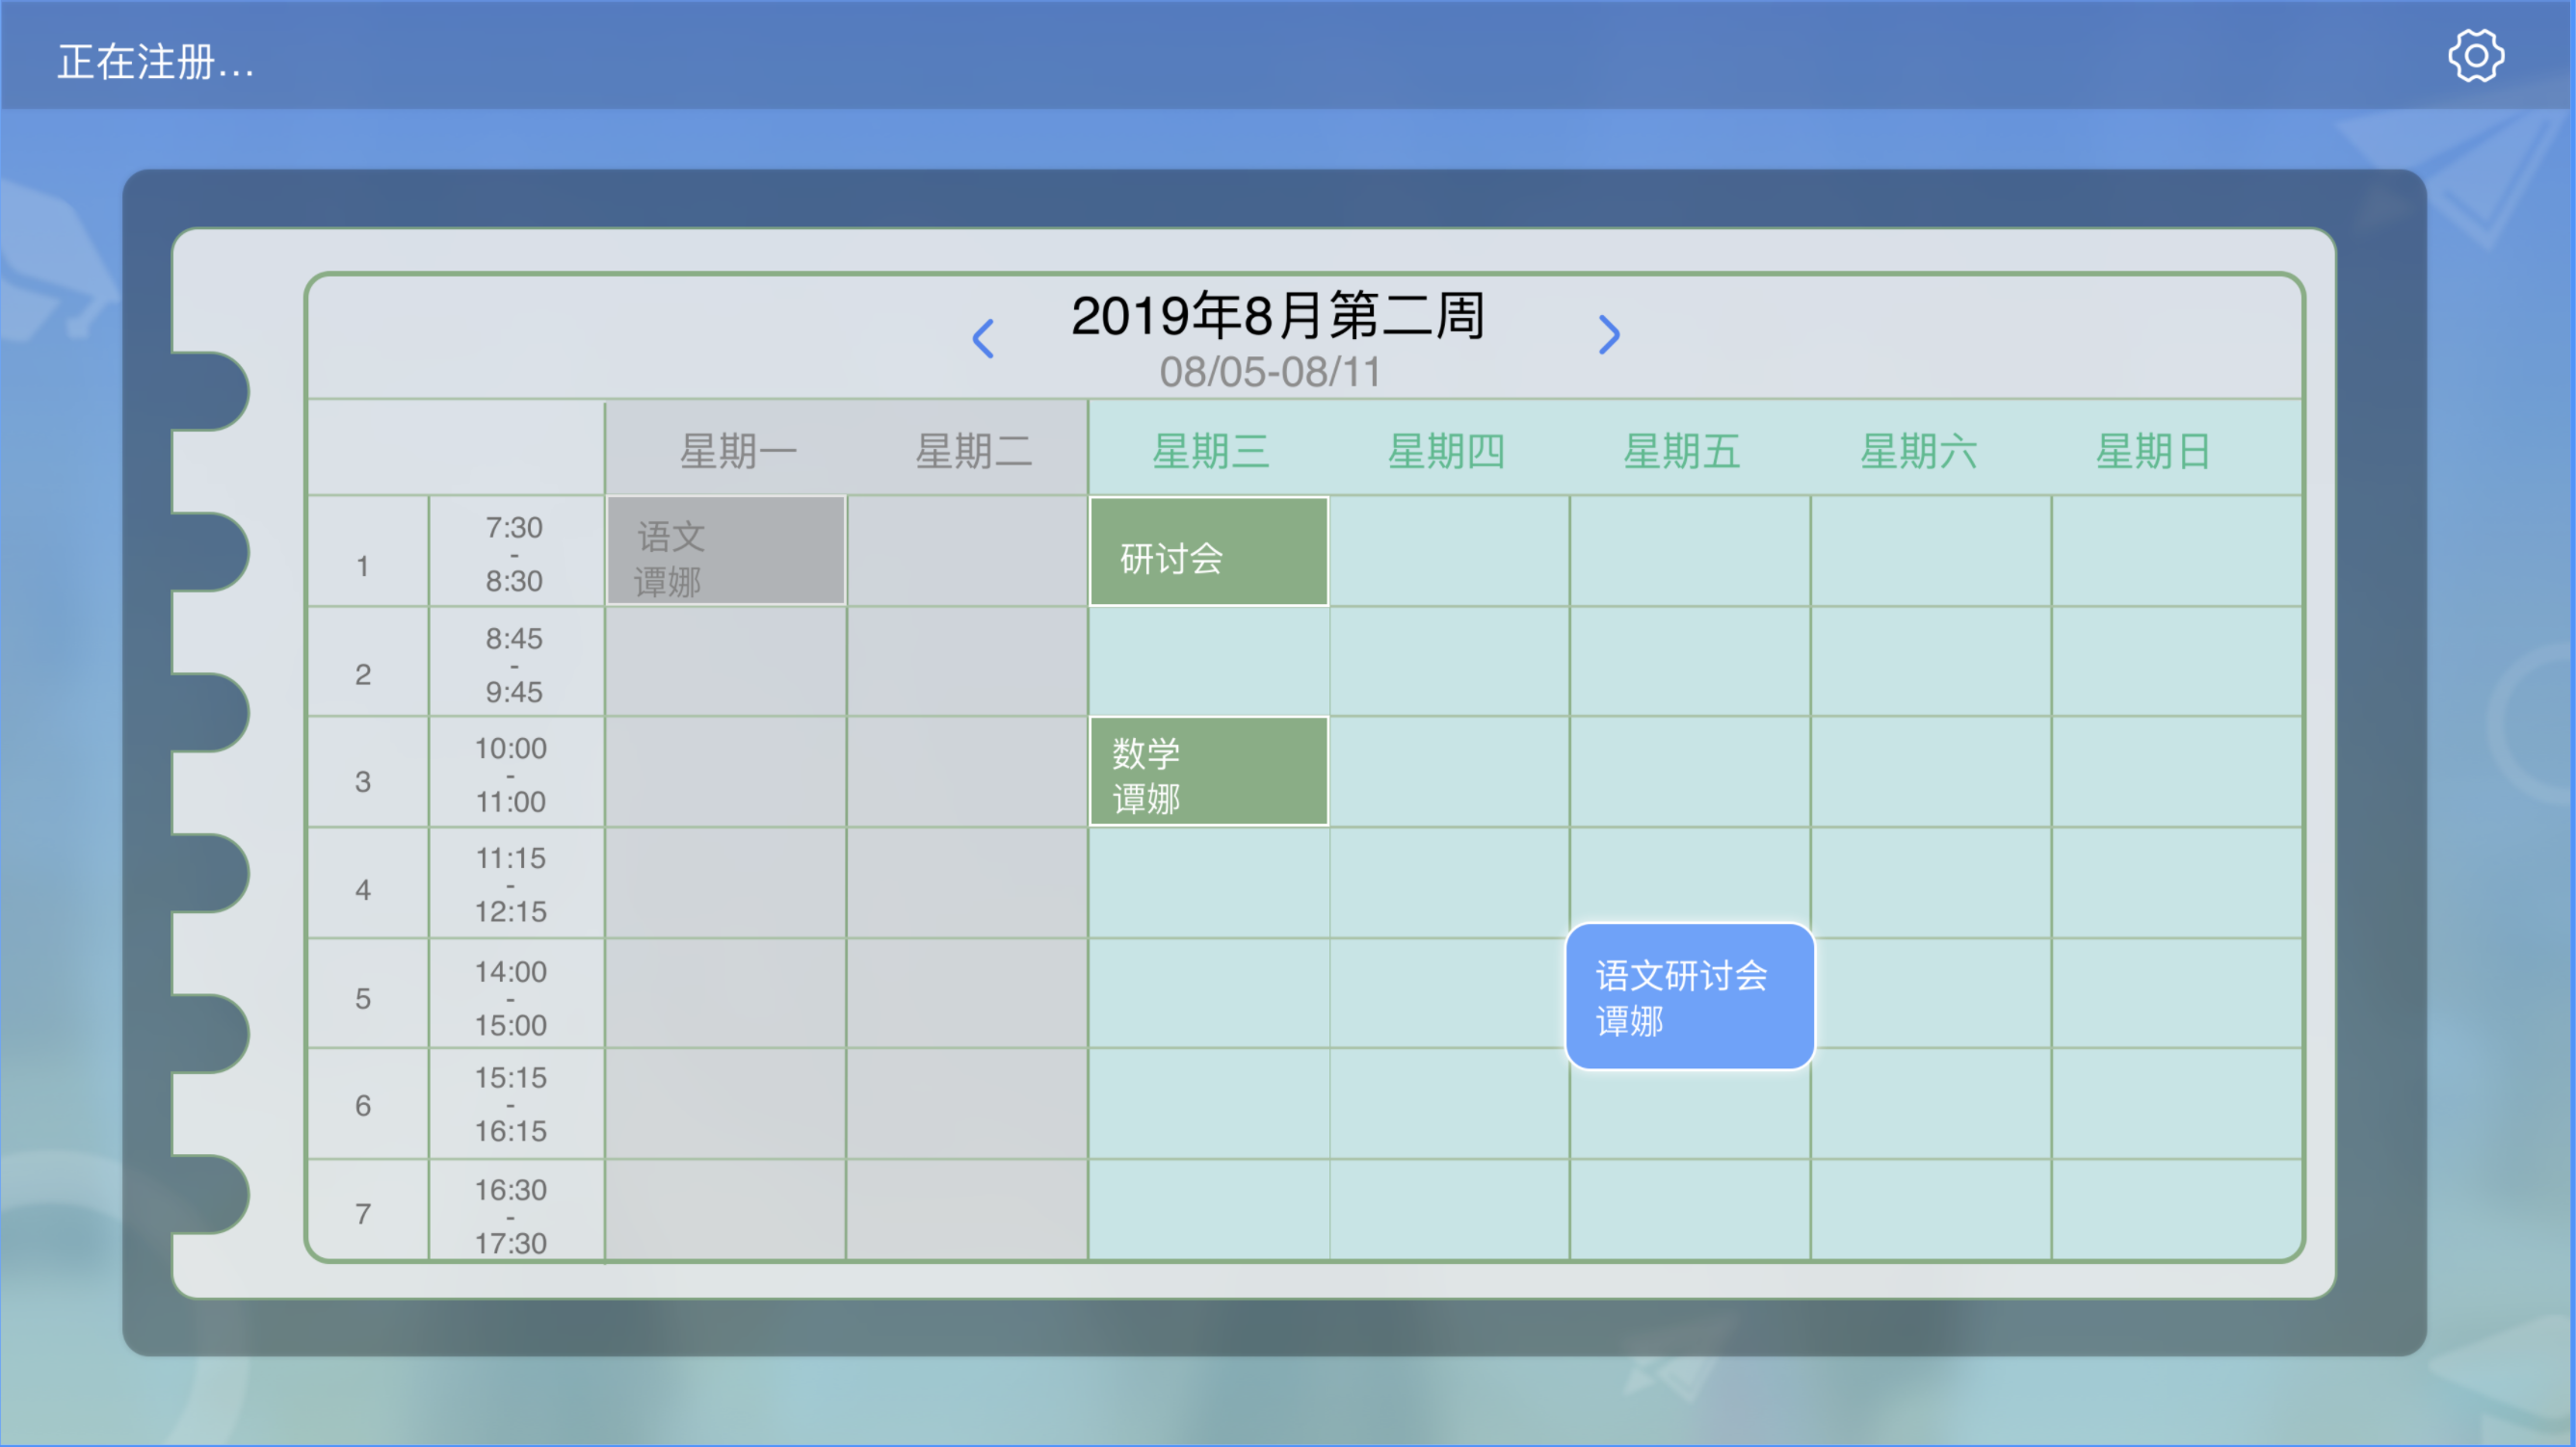 正在注册...
2019年8月第二周
08/05-08/11
星期一 星期二 星期三 星期四 星期五 星期六 星期日
1
7:30
-
8:30
语文
谭娜
研讨会
2
8:45
-
9:45
3
10:00
-
11:00
数学
谭娜
4
11:15
-
12:15
5
14:00
-
15:00
语文研讨会
谭娜
6
15:15
-
16:15
7
16:30
-
17:30